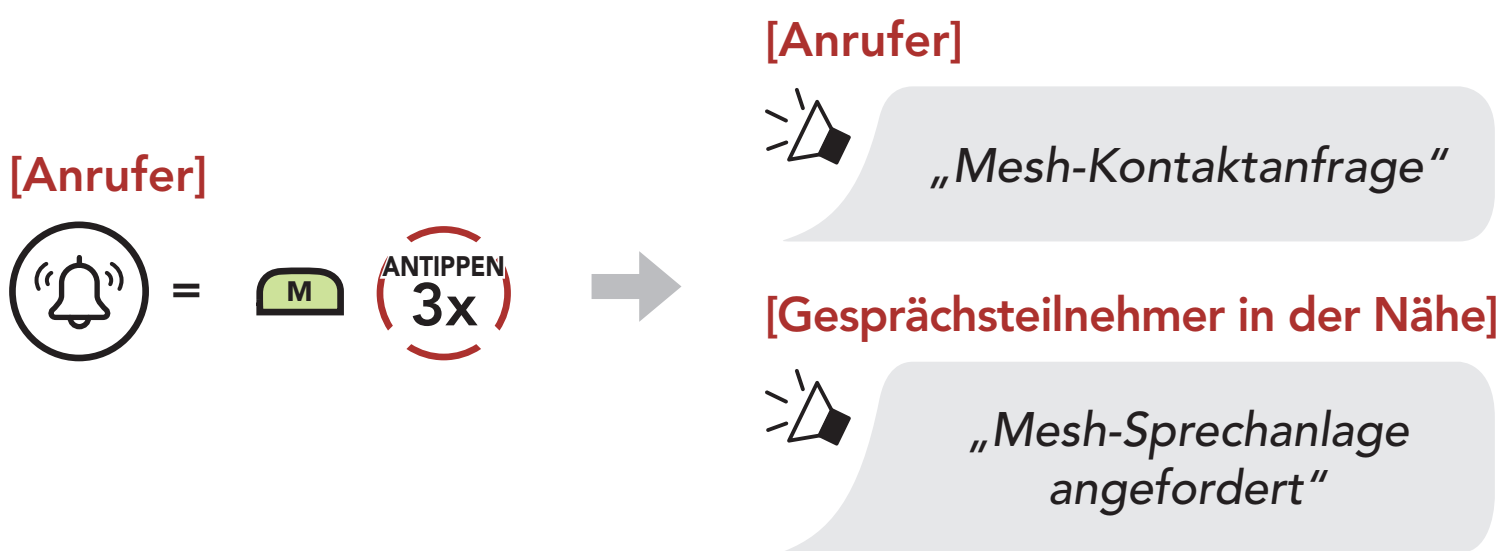 [Anrufer]
=
M
ANTIPPEN
3x
[Anrufer]
„Mesh-Kontaktanfrage“
[Gesprächsteilnehmer in der Nähe]
„Mesh-Sprechanlage
angefordert“